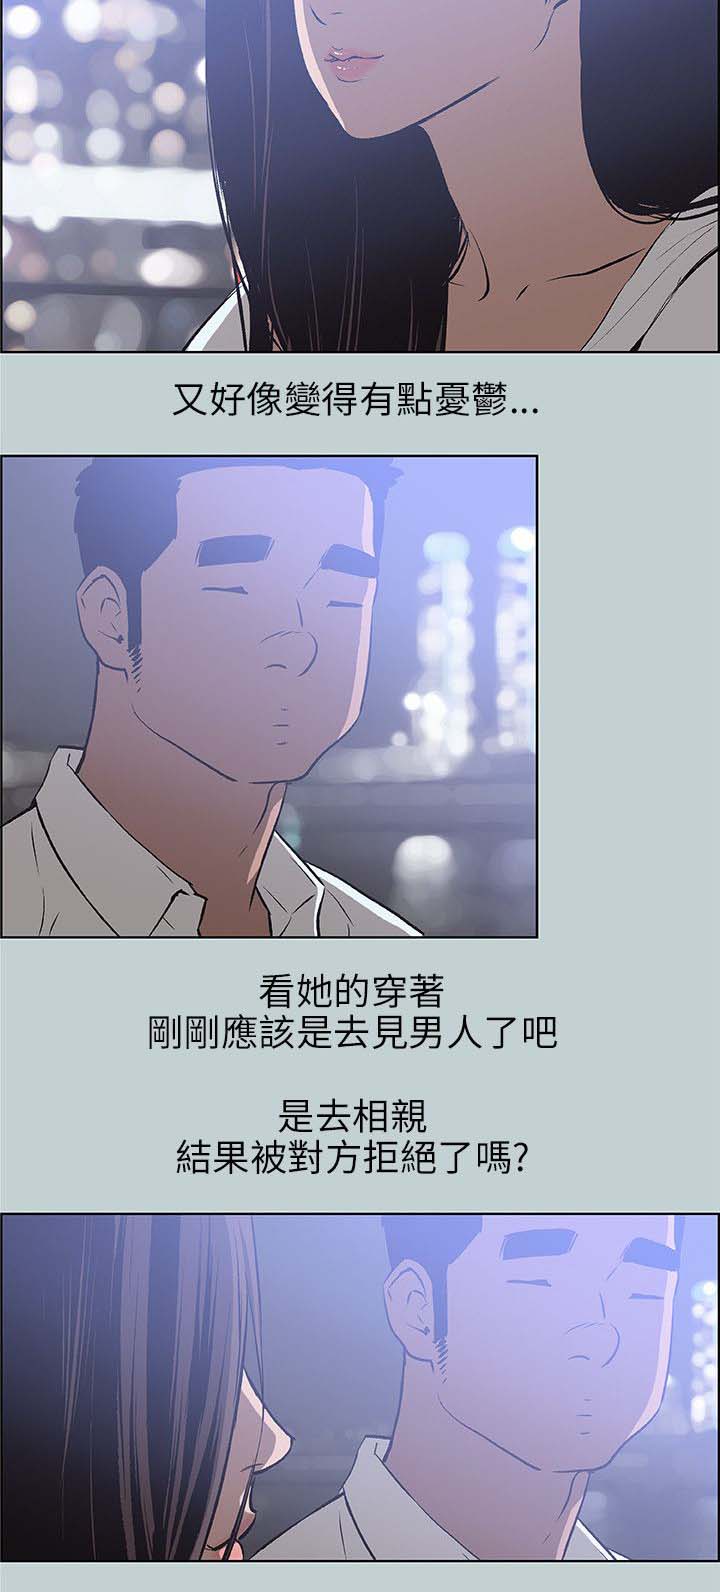 又好像變得有點憂鬱...
看她的穿著
剛剛應該是去見男人了吧
是去相親
結果被對方拒絕了嗎?